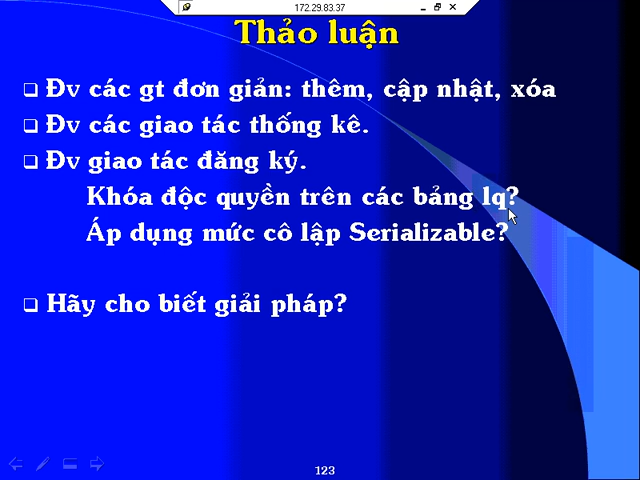 172.29.83.37
Thảo luận
Đv các gt đơn giản: thêm, cập nhật, xóa
Đv các giao tác thống kê.
Đv giao tác đăng ký.
Khóa độc quyền trên các bảng lq?
Áp dụng mức cô lập Serializable?
Hãy cho biết giải pháp?
123